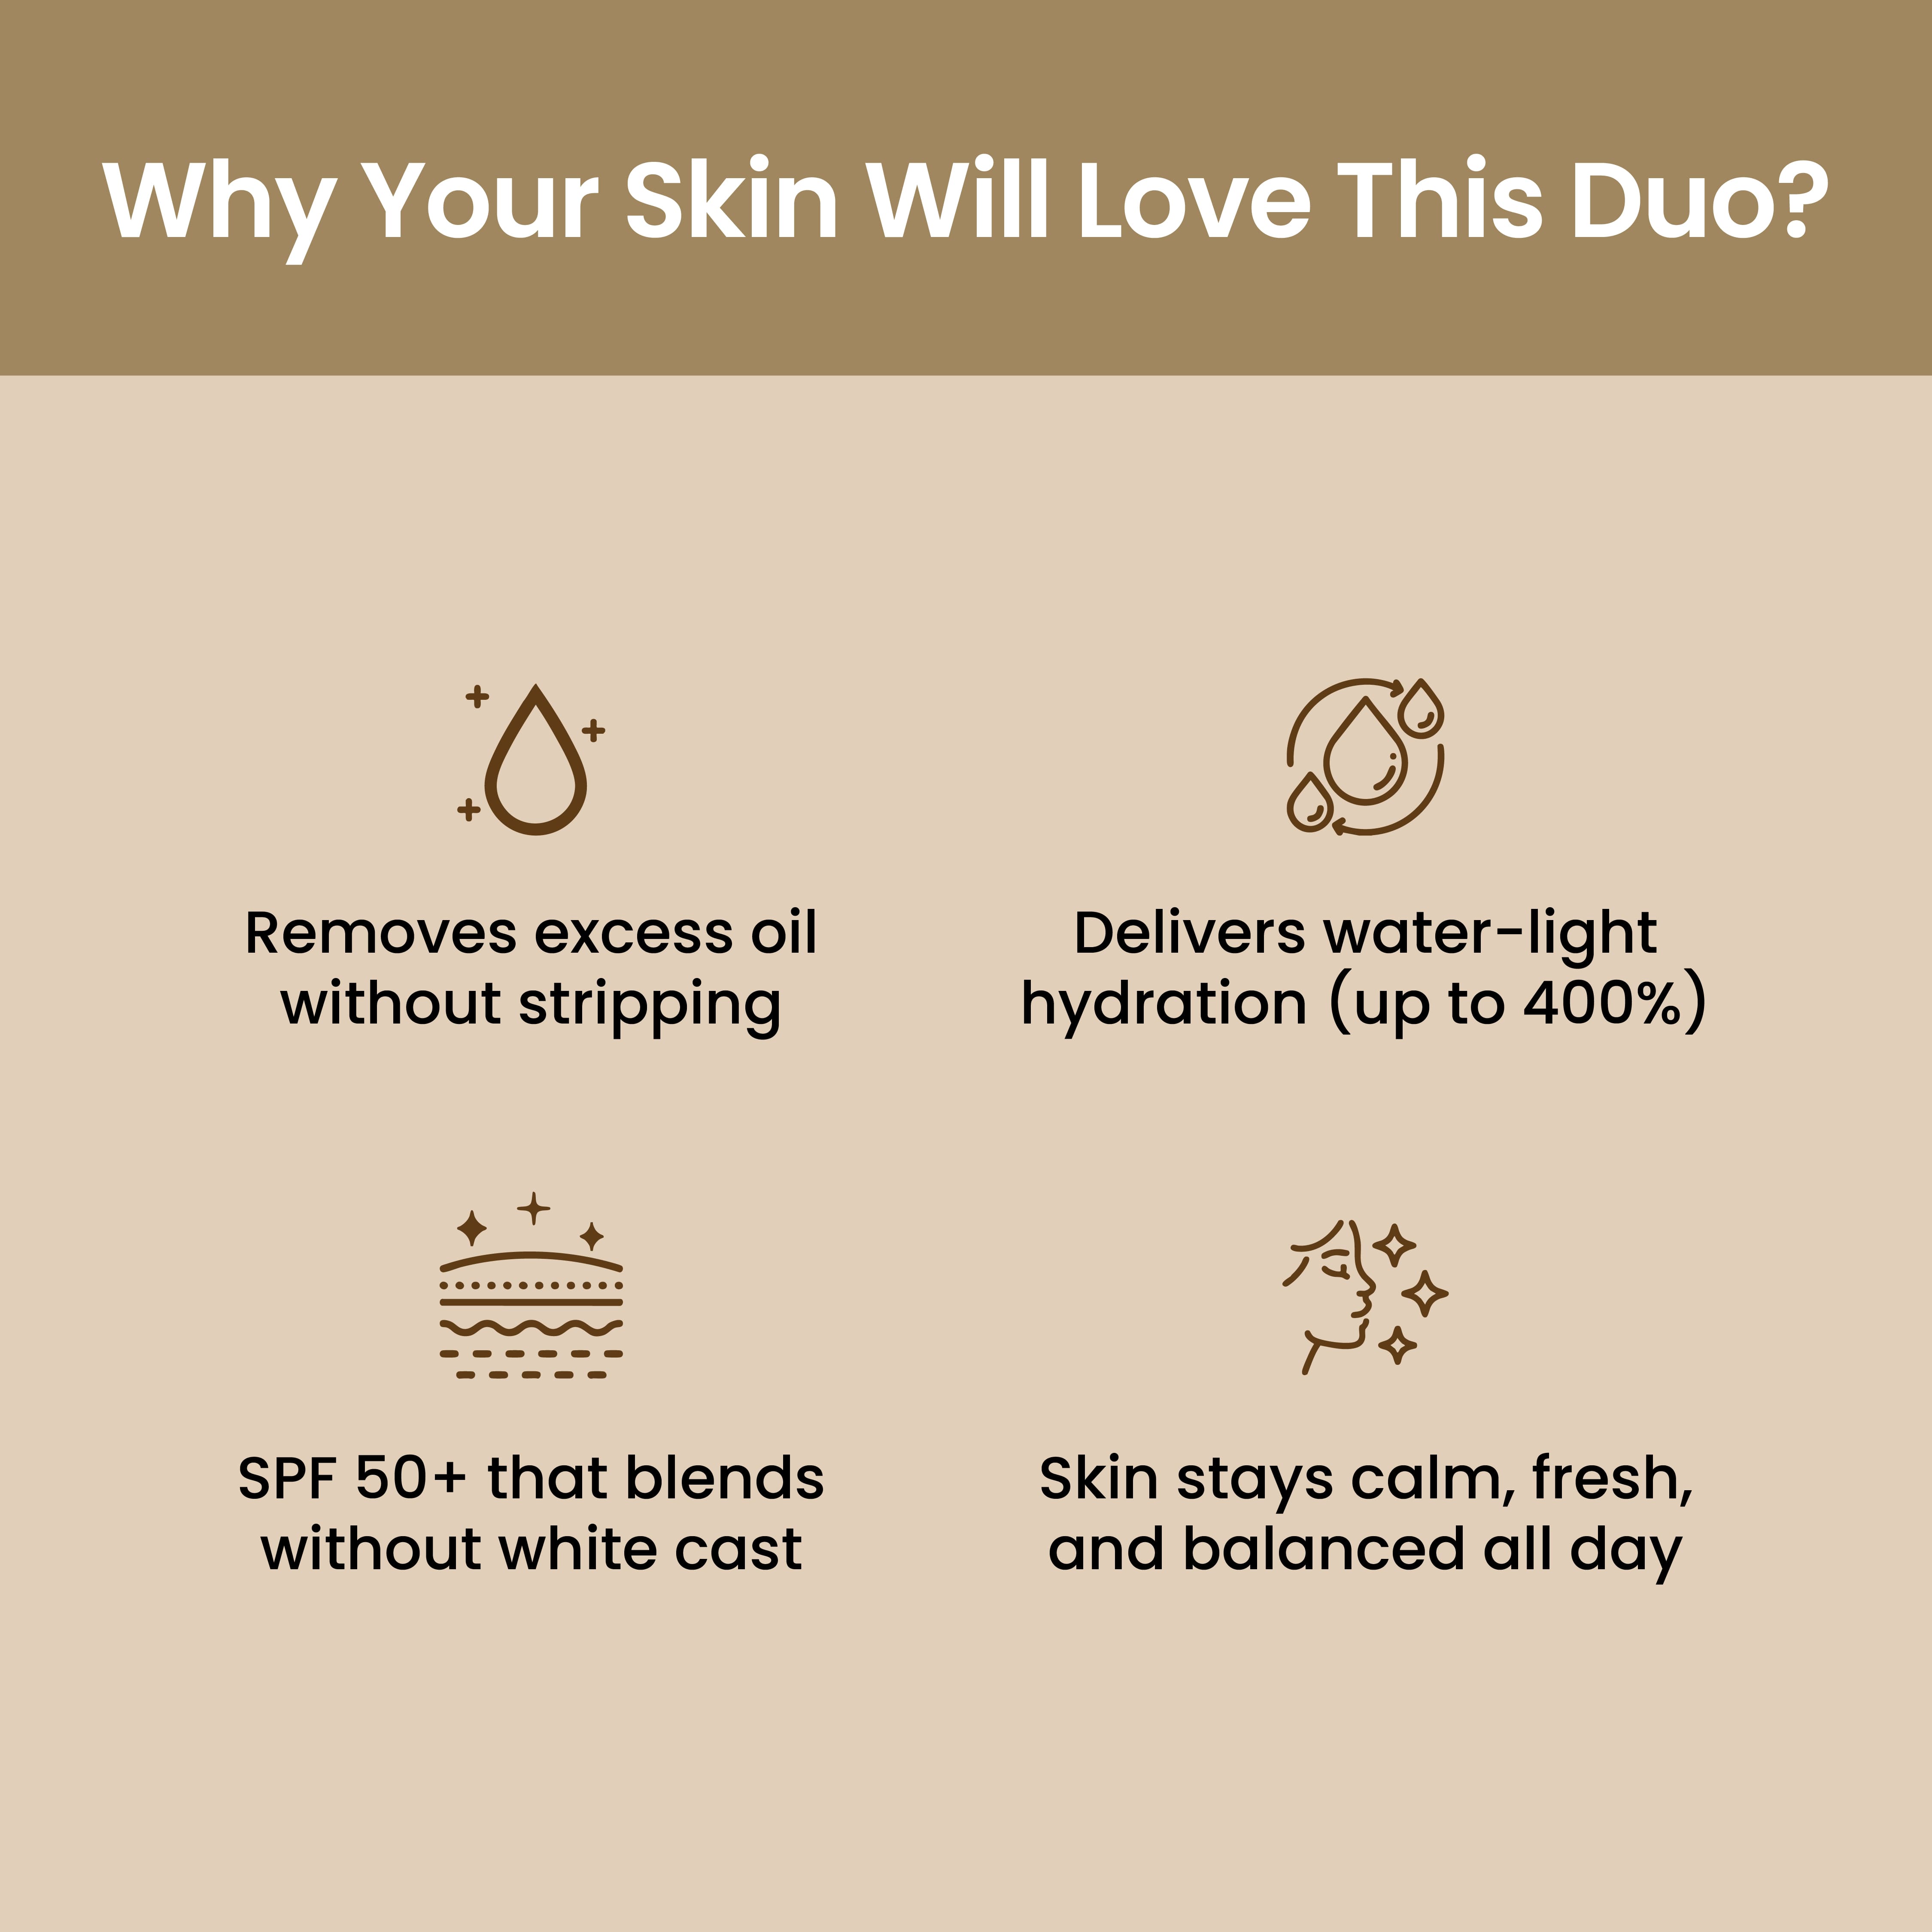 Why Your Skin Will Love This Duo?
Removes excess oil
without stripping
Delivers water-light
hydration (up to 400%)
SPF 50+ that blends
without white cast
Skin stays calm, fresh,
and balanced all day